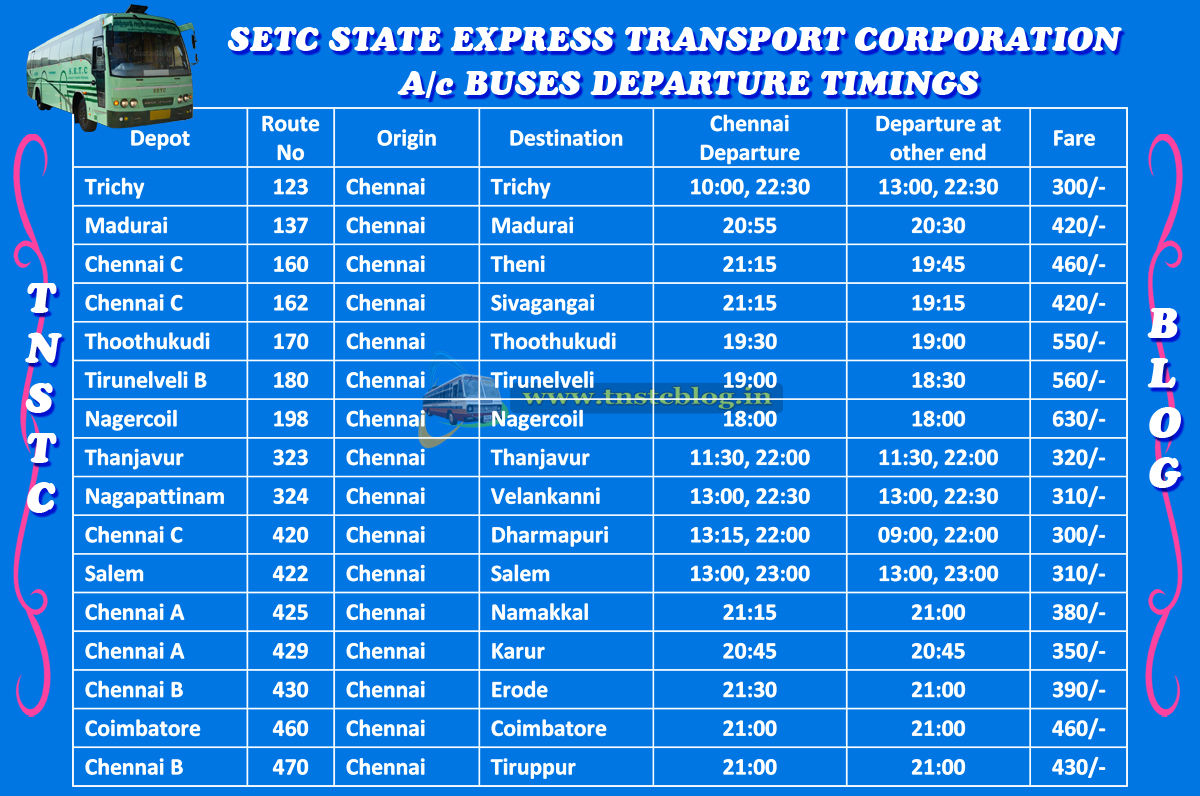 SETC STATE EXPRESS TRANSPORT CORPORATION
A/c BUSES DEPARTURE TIMINGS
Depot Route No Origin Destination Chennai Departure Departure at other end Fare
Trichy 123 Chennai Trichy 10:00, 22:30 13:00, 22:30 300/-
Madurai 137 Chennai Madurai 20:55 20:30 420/-
Chennai C 160 Chennai Theni 21:15 19:45 460/-
Chennai C 162 Chennai Sivagangai 21:15 19:15 420/-
Thoothukudi 170 Chennai Thoothukudi 19:30 19:00 550/-
Tirunelveli B 180 Chennai Tirunelveli 19:00 18:30 560/-
www.tnstcblog.in
Nagercoil 198 Chennai Nagercoil 18:00 18:00 630/-
Thanjavur 323 Chennai Thanjavur 11:30, 22:00 11:30, 22:00 320/-
Nagapattinam 324 Chennai Velankanni 13:00, 22:30 13:00, 22:30 310/-
Chennai C 420 Chennai Dharmapuri 13:15, 22:00 09:00, 22:00 300/-
Salem 422 Chennai Salem 13:00, 23:00 13:00, 23:00 310/-
Chennai A 425 Chennai Namakkal 21:15 21:00 380/-
Chennai A 429 Chennai Karur 20:45 20:45 350/-
Chennai B 430 Chennai Erode 21:30 21:00 390/-
Coimbatore 460 Chennai Coimbatore 21:00 21:00 460/-
Chennai B 470 Chennai Tiruppur 21:00 21:00 430/-
TNSTC
BLOG